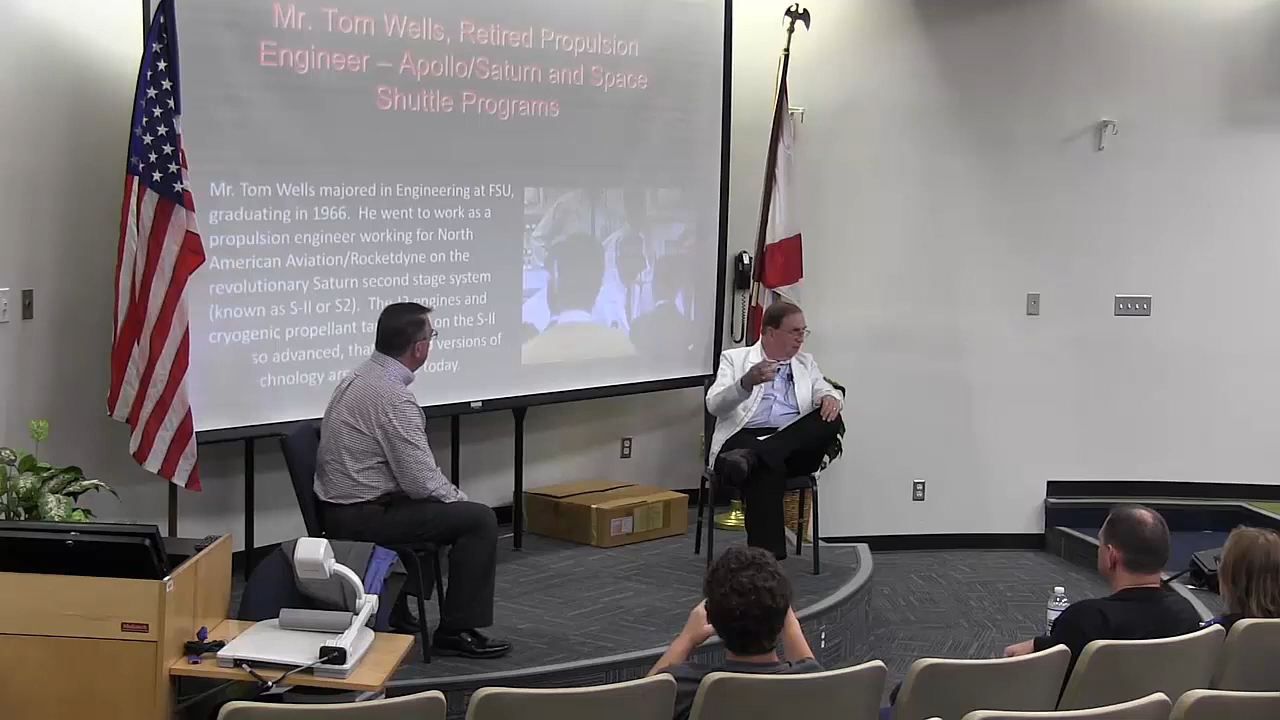 Mr. Tom Wells, Retired Propulsion
Engineer – Apollo/Saturn and Space
Shuttle Programs
Mr. Tom Wells majored in Engineering at FSU,
graduating in 1966. He went to work as a
propulsion engineer working for North
American Aviation/Rocketdyne on the
revolutionary Saturn second stage system
(known as S-II or S2). The J2 engines and
cryogenic propellant on the S-II
so advanced, versions of
today.